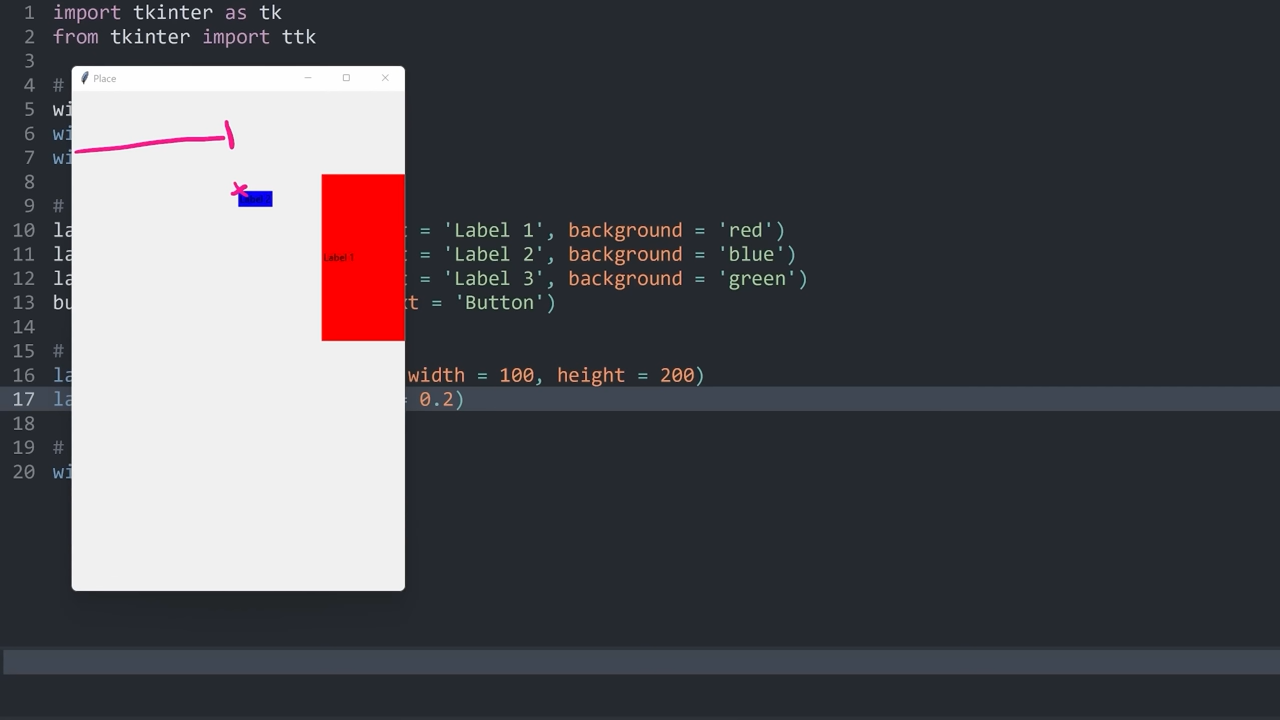 1 import tkinter as tk
2 from tkinter import ttk
3
Place
4 #
5 wi
6 wi
7 wi
8
9 #
10 la = 'Label 1', background = 'red')
11 la = 'Label 2', background = 'blue')
12 la = 'Label 3', background = 'green')
Label 1
13 bu xt = 'Button')
14
15 #
16 la width = 100, height = 200)
17 la = 0.2)
18
19 #
20 wi